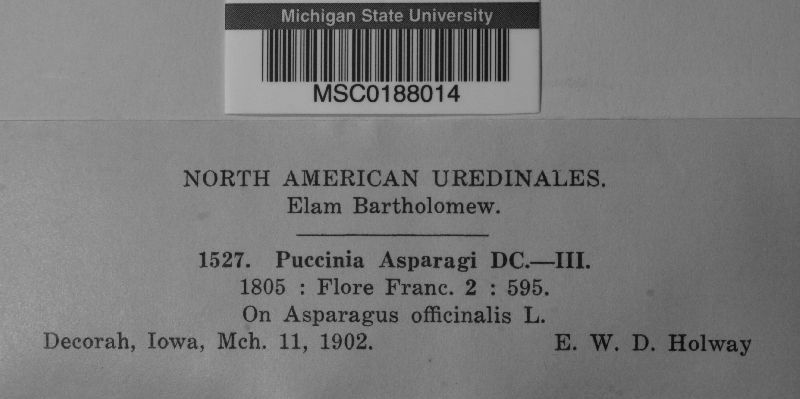 Michigan State University
MSC0188014
NORTH AMERICAN UREDINALES.
Elam Bartholomew.
1527. Puccinia Asparagi DC.—III.
1805 : Flore Franc. 2 : 595.
On Asparagus officinalis L.
Decorah, Iowa, Mch. 11, 1902. E. W. D. Holway